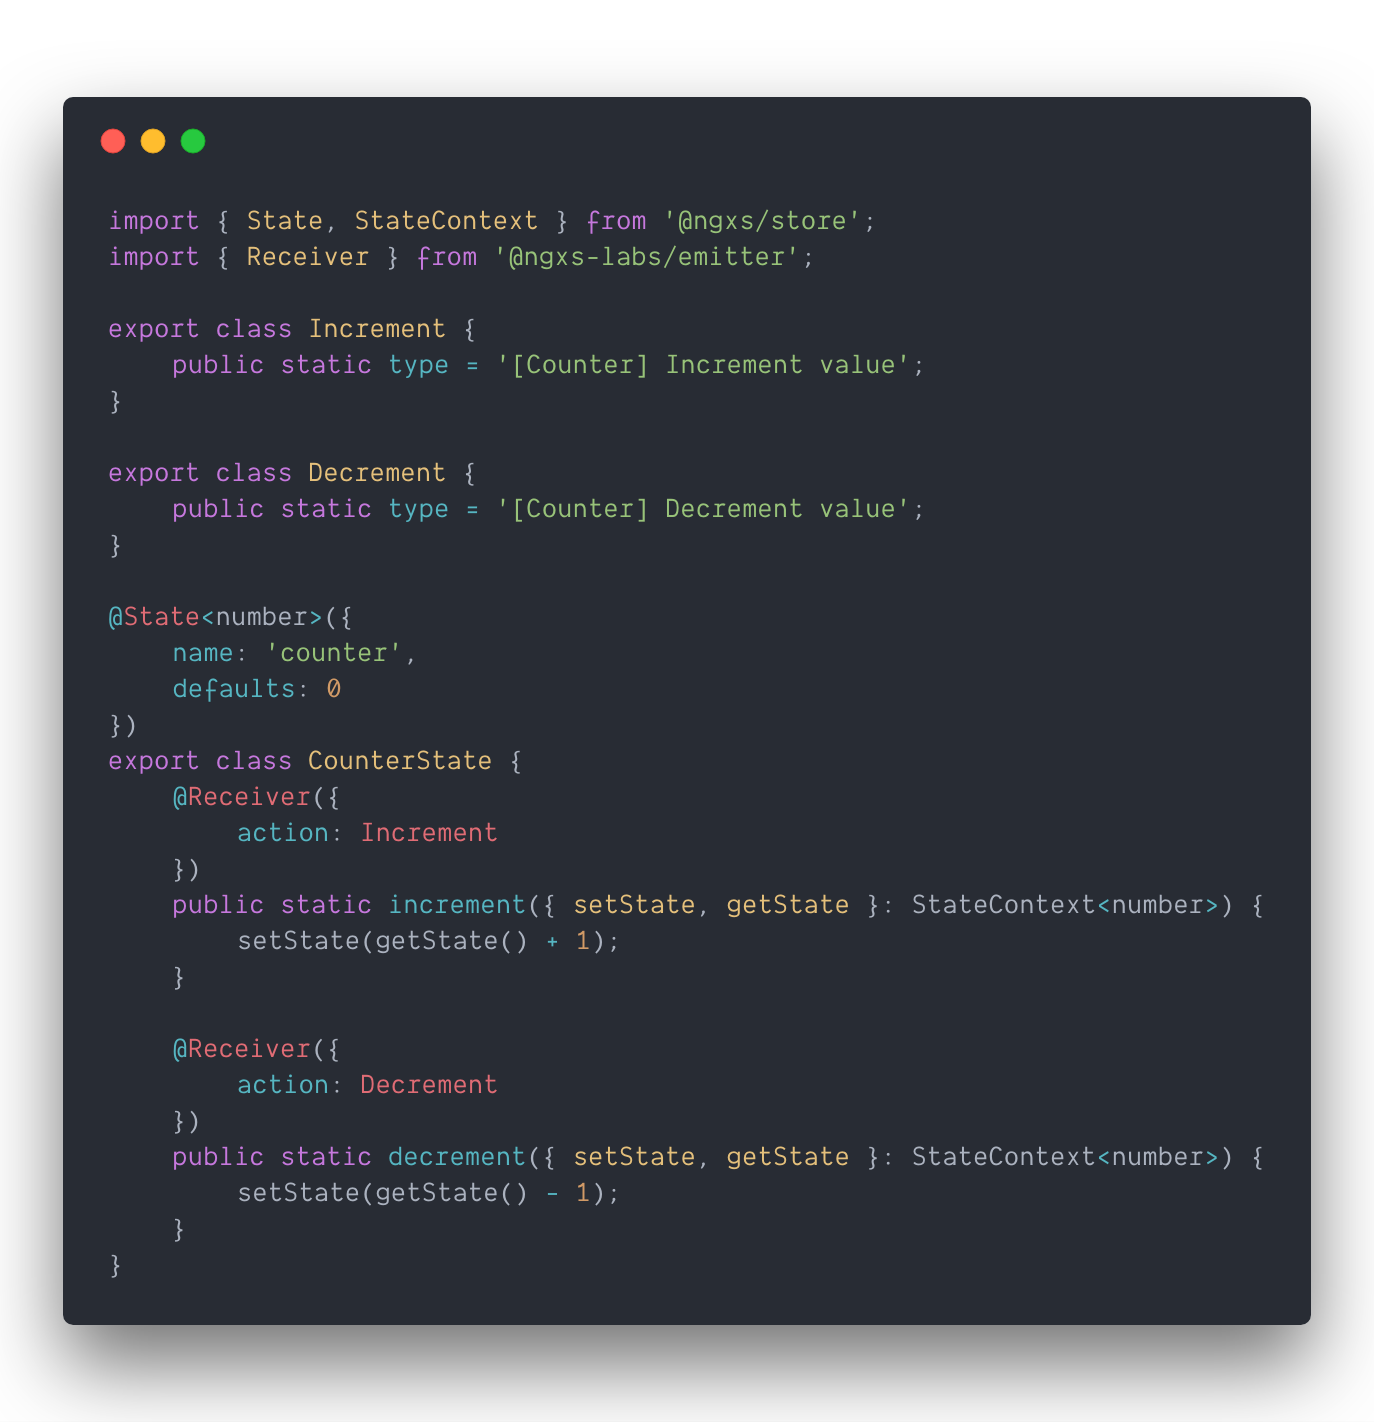 import { State, StateContext } from '@ngxs/store';
import { Receiver } from '@ngxs-labs/emitter';

export class Increment {
    public static type = '[Counter] Increment value';
}

export class Decrement {
    public static type = '[Counter] Decrement value';
}

@State<number>({
    name: 'counter',
    defaults: 0
})
export class CounterState {
    @Receiver({
        action: Increment
    })
    public static increment({ setState, getState }: StateContext<number>) {
        setState(getState() + 1);
    }

    @Receiver({
        action: Decrement
    })
    public static decrement({ setState, getState }: StateContext<number>) {
        setState(getState() - 1);
    }
}